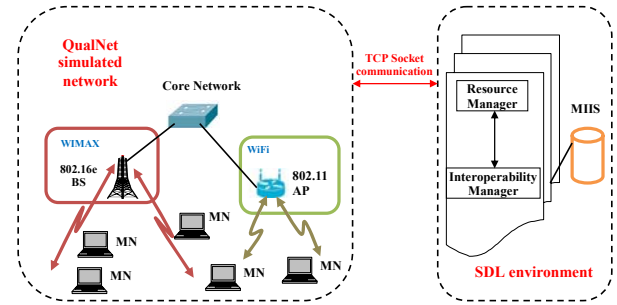 QualNet
simulated
network
Core Network
TCP Socket
communication
WIMAX
802.16e
BS
WiFi
802.11
AP
MN
MN
MN
MN
MN
Resource
Manager
Interoperability
Manager
MIIS
SDL environment